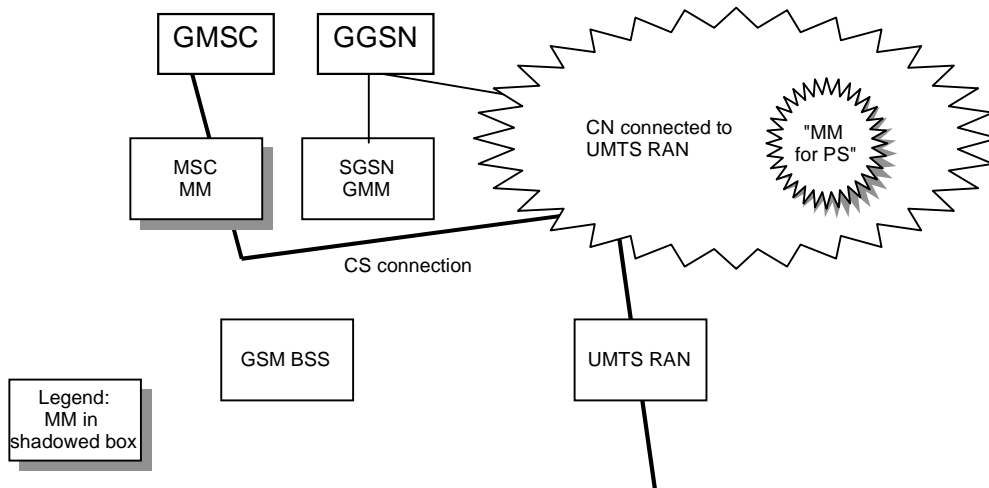 GMSC
GGSN
CN connected to
UMTS RAN
"MM
for PS"
MSC
MM
SGSN
GMM
CS connection
GSM BSS
UMTS RAN
Legend:
MM in
shadowed box